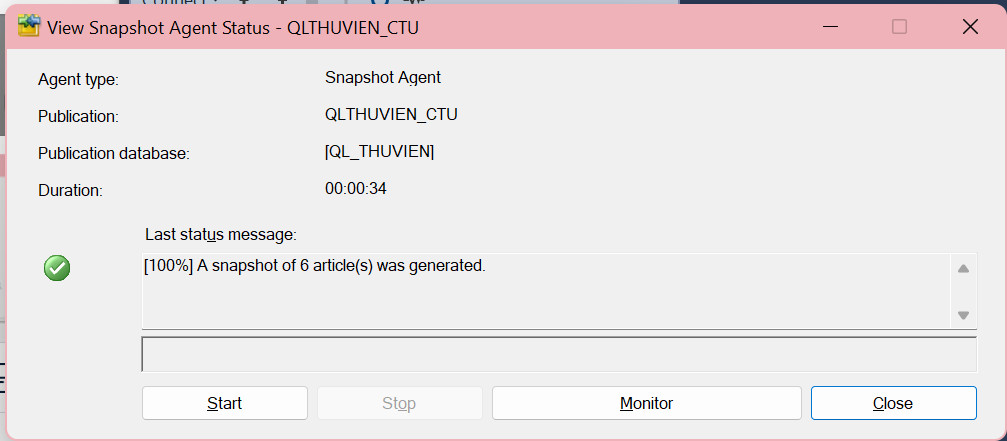 View Snapshot Agent Status - QLTHUVIEN_CTU
Agent type: Snapshot Agent
Publication: QLTHUVIEN_CTU
Publication database: [QL_THUVIEN]
Duration: 00:00:34
Last status message:
[100%] A snapshot of 6 article(s) was generated.
Start Stop Monitor Close